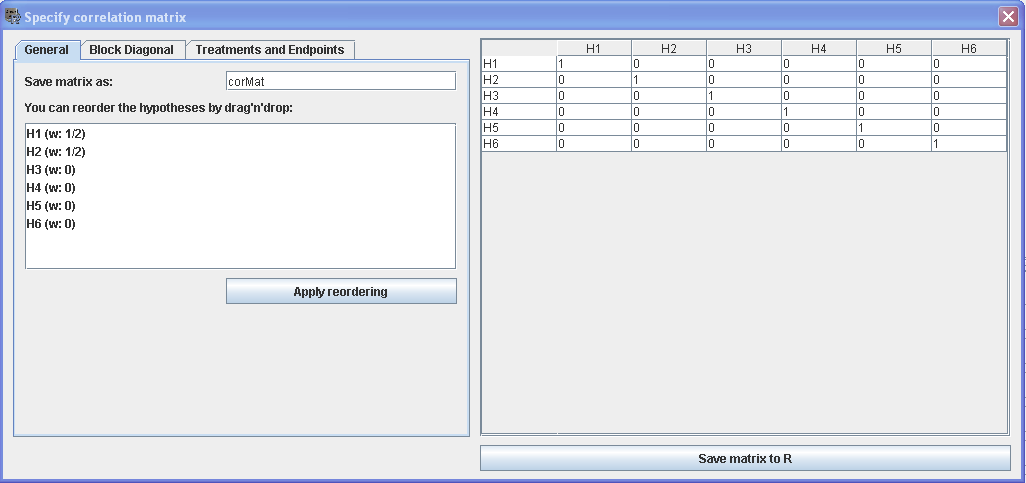 Specify correlation matrix
General Block Diagonal Treatments and Endpoints
Save matrix as: corMat
You can reorder the hypotheses by drag'n'drop:
H1 (w: 1/2)
H2 (w: 1/2)
H3 (w: 0)
H4 (w: 0)
H5 (w: 0)
H6 (w: 0)
Apply reordering
H1 H2 H3 H4 H5 H6
H1 1 0 0 0 0 0
H2 0 1 0 0 0 0
H3 0 0 1 0 0 0
H4 0 0 0 1 0 0
H5 0 0 0 0 1 0
H6 0 0 0 0 0 1
Save matrix to R